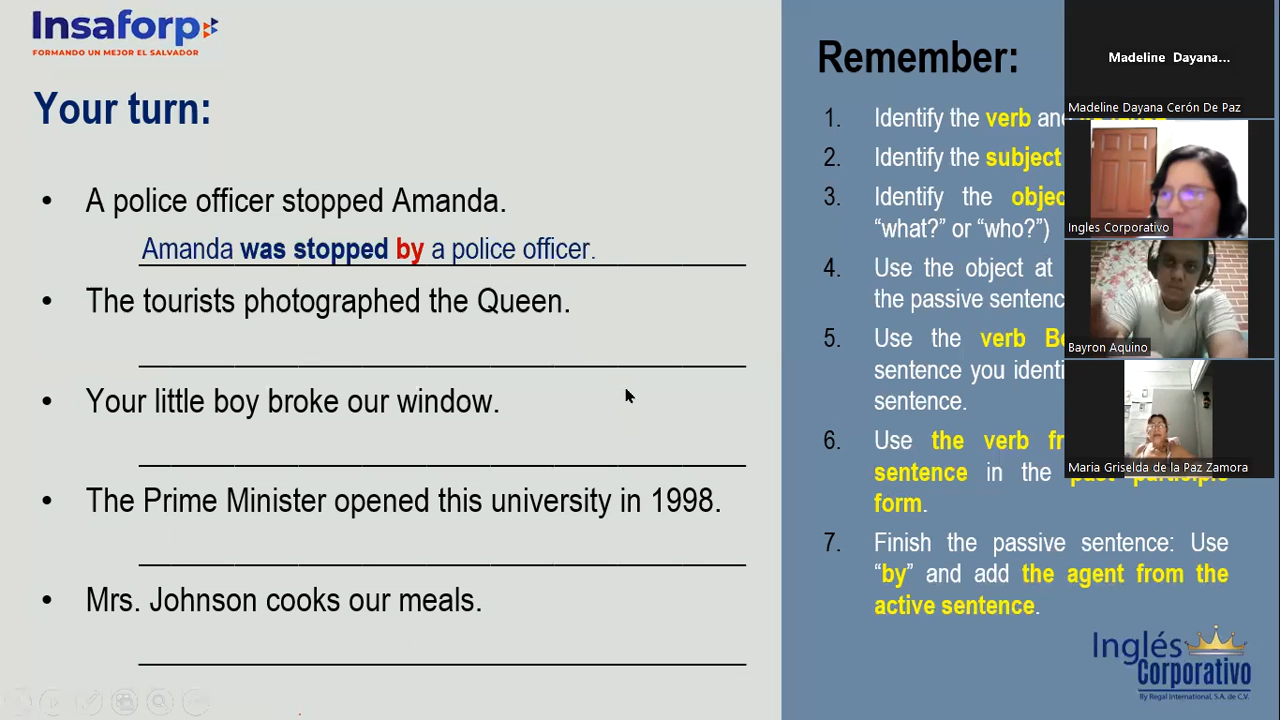 Insaforp
FORMANDO UN MEJOR EL SALVADOR
Your turn:
• A police officer stopped Amanda.
Amanda was stopped by a police officer.
• The tourists photographed the Queen.
• Your little boy broke our window.
• The Prime Minister opened this university in 1998.
• Mrs. Johnson cooks our meals.
Remember:
1. Identify the verb and
2. Identify the subject
3. Identify the
“what?” or “who?”)
4. Use the object at
the passive
5. Use the verb
sentence you
sentence.
6. Use the verb
sentence in the past participle
form.
7. Finish the passive sentence: Use
“by” and add the agent from the
active sentence.
Inglés
Corporativo
By Regal International, S.A. de C.V.
Madeline Dayana...
Madeline Dayana Cerón De Paz
Ingles Corporativo
Bayron Aquino
Maria Griselda de la Paz Zamora